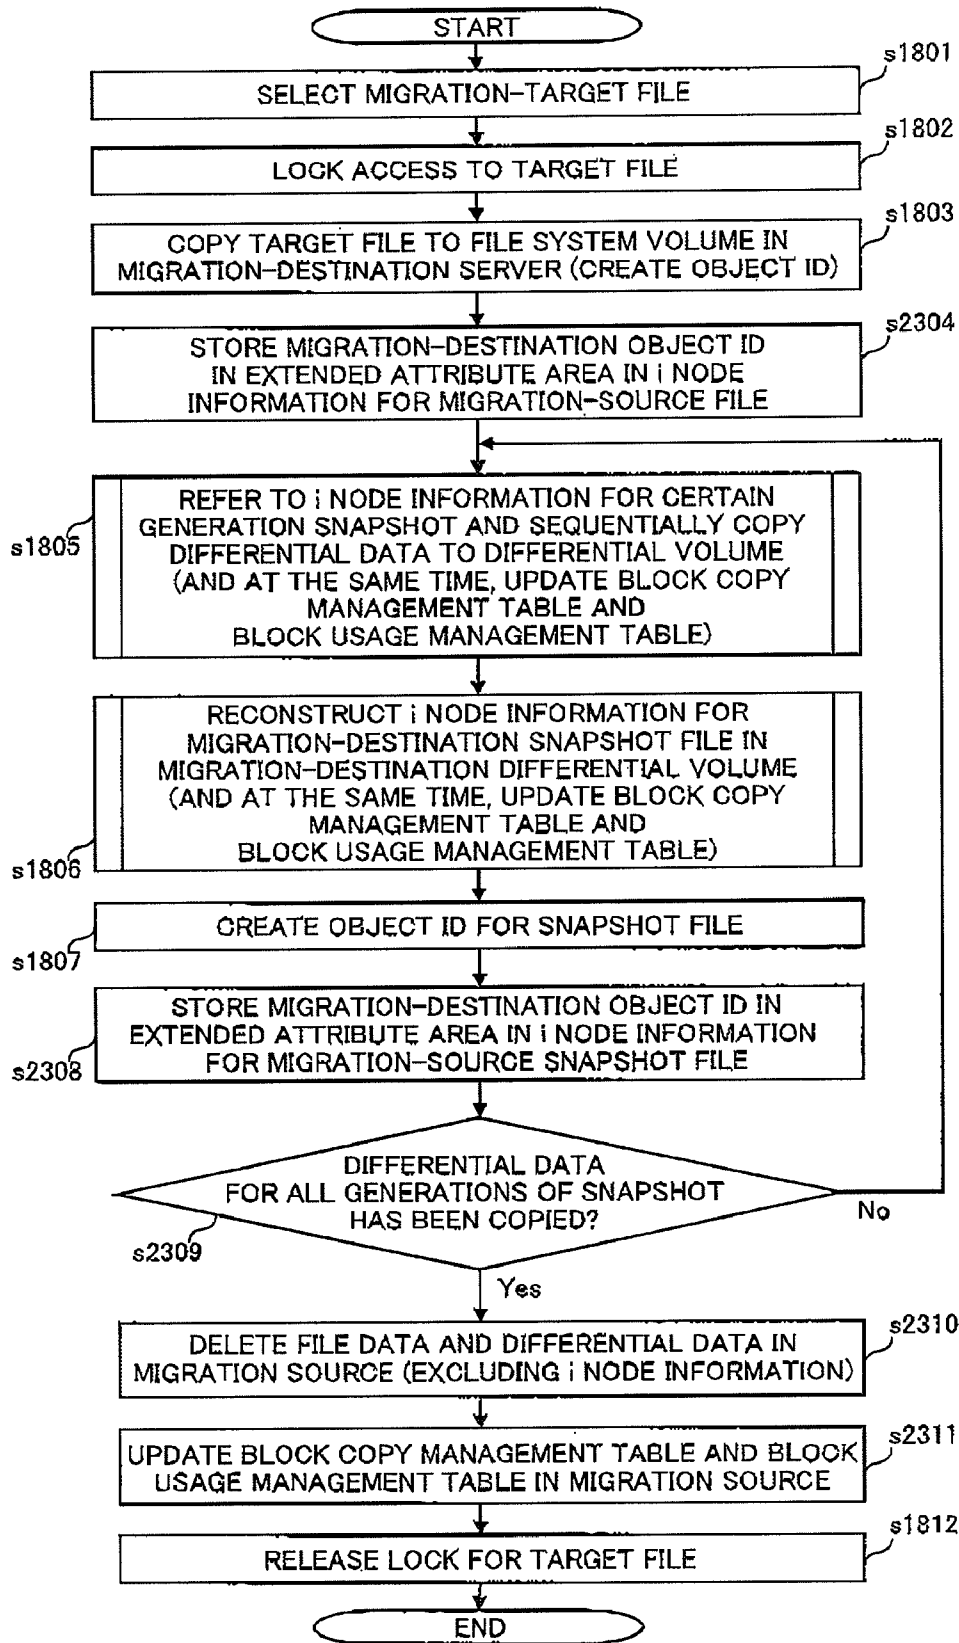 START
s1801
SELECT MIGRATION-TARGET FILE
s1802
LOCK ACCESS TO TARGET FILE
s1803
COPY TARGET FILE TO FILE SYSTEM VOLUME IN
MIGRATION-DESTINATION SERVER (CREATE OBJECT ID)
s2304
STORE MIGRATION-DESTINATION OBJECT ID
IN EXTENDED ATTRIBUTE AREA IN i NODE
INFORMATION FOR MIGRATION-SOURCE FILE
s1805
REFER TO i NODE INFORMATION FOR CERTAIN
GENERATION SNAPSHOT AND SEQUENTIALLY COPY
DIFFERENTIAL DATA TO DIFFERENTIAL VOLUME
(AND AT THE SAME TIME, UPDATE BLOCK COPY
MANAGEMENT TABLE AND
BLOCK USAGE MANAGEMENT TABLE)
RECONSTRUCT i NODE INFORMATION FOR
MIGRATION-DESTINATION SNAPSHOT FILE IN
MIGRATION-DESTINATION DIFFERENTIAL VOLUME
(AND AT THE SAME TIME, UPDATE BLOCK COPY
MANAGEMENT TABLE AND
BLOCK USAGE MANAGEMENT TABLE)
s1806
CREATE OBJECT ID FOR SNAPSHOT FILE
s1807
STORE MIGRATION-DESTINATION OBJECT ID IN
EXTENDED ATTRIBUTE AREA IN i NODE INFORMATION
FOR MIGRATION-SOURCE SNAPSHOT FILE
s2308
DIFFERENTIAL DATA
FOR ALL GENERATIONS OF SNAPSHOT
HAS BEEN COPIED?
No
s2309
Yes
s2310
DELETE FILE DATA AND DIFFERENTIAL DATA IN
MIGRATION SOURCE (EXCLUDING i NODE INFORMATION)
s2311
UPDATE BLOCK COPY MANAGEMENT TABLE AND BLOCK
USAGE MANAGEMENT TABLE IN MIGRATION SOURCE
s1812
RELEASE LOCK FOR TARGET FILE
END